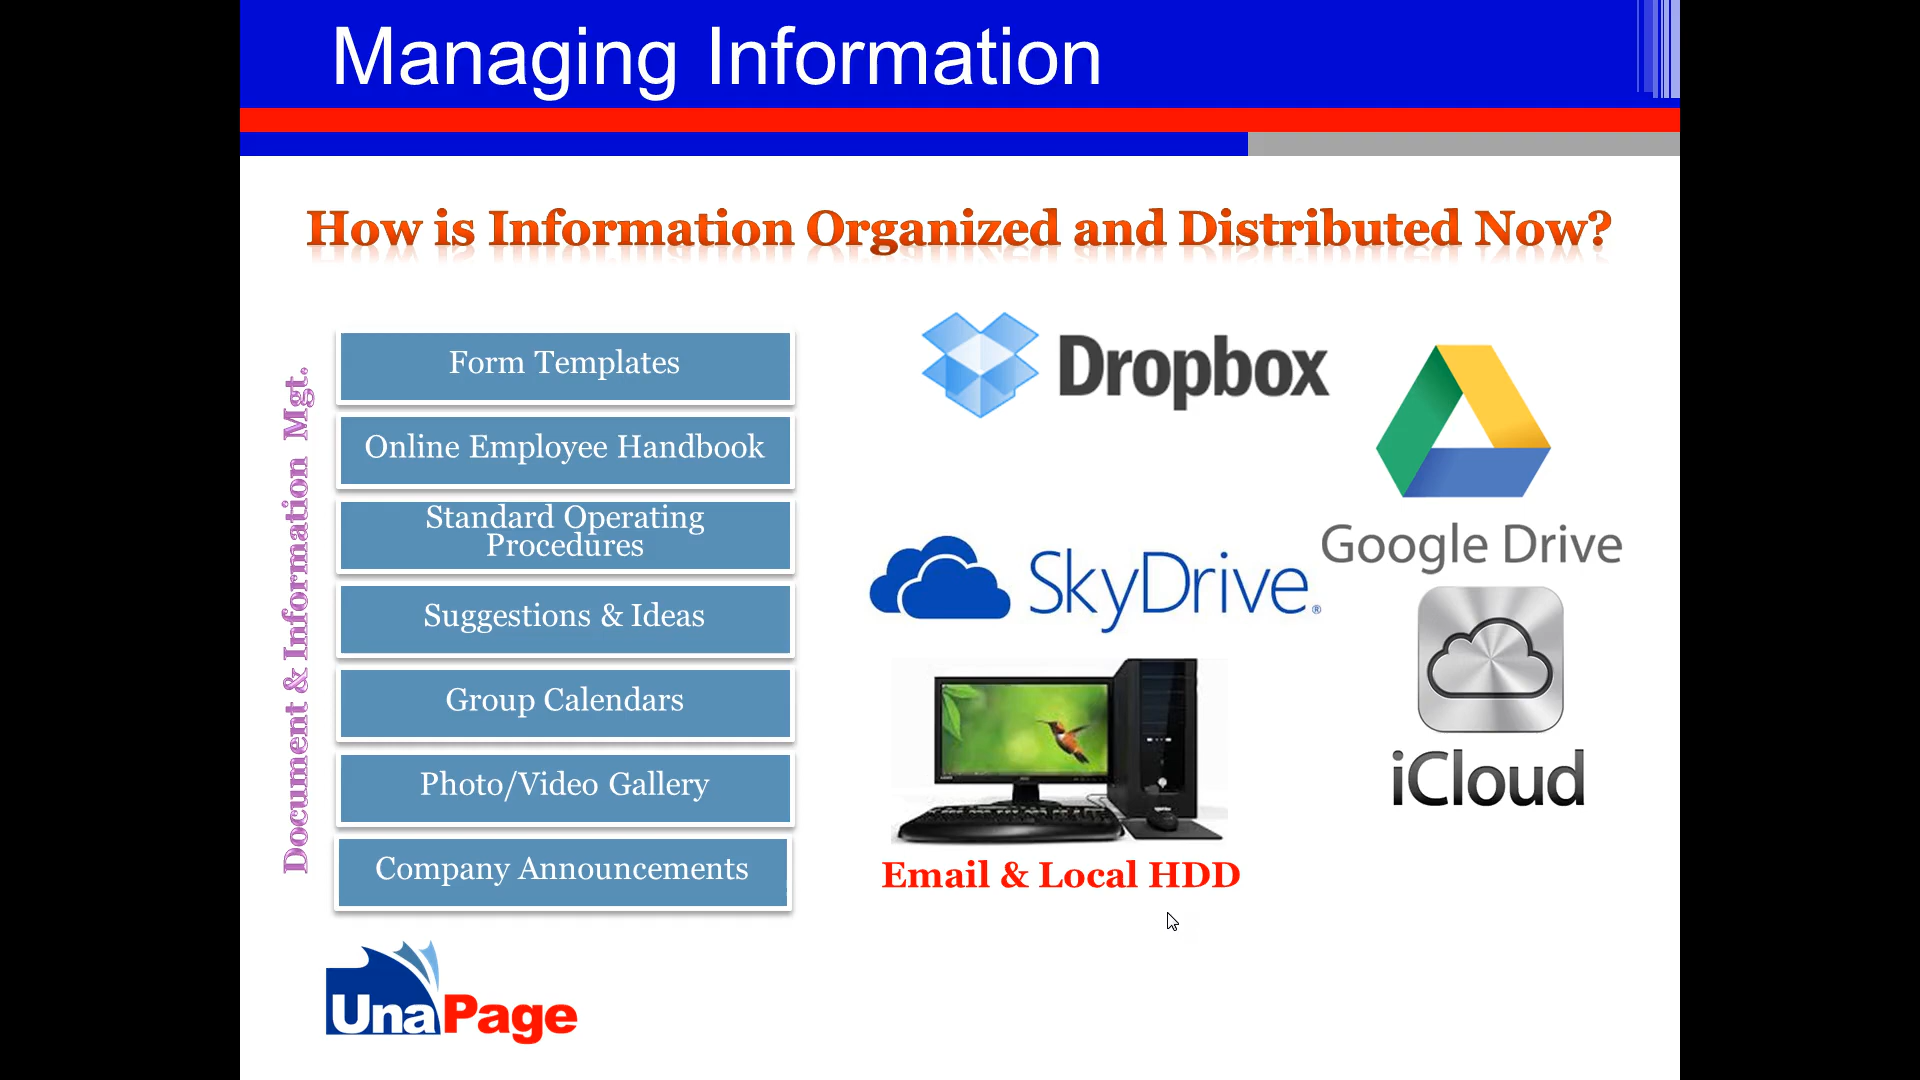 Managing Information
How is Information Organized and Distributed Now?
Document & Information Mgt.
Form Templates
Online Employee Handbook
Standard Operating
Procedures
Suggestions & Ideas
Group Calendars
Photo/Video Gallery
Company Announcements
Dropbox
Google Drive
SkyDrive®
iCloud
Email & Local HDD
UnaPage